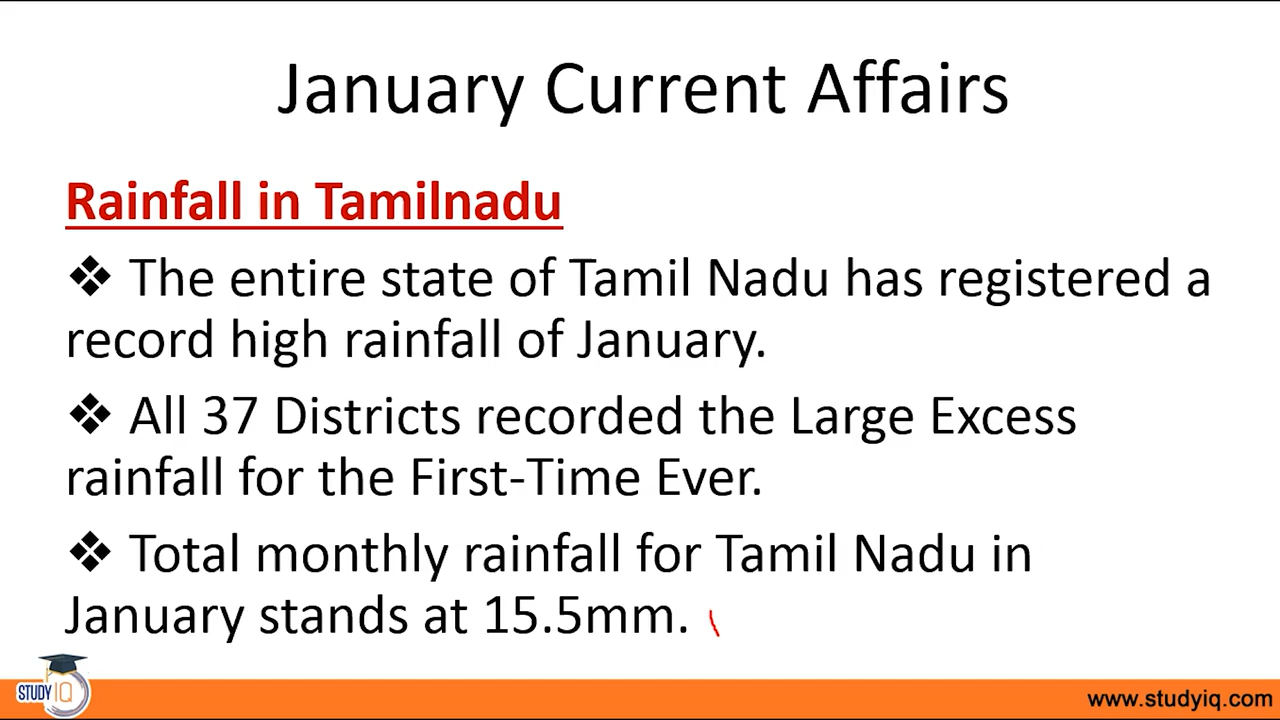 January Current Affairs
Rainfall in Tamilnadu
❖ The entire state of Tamil Nadu has registered a
record high rainfall of January.
❖ All 37 Districts recorded the Large Excess
rainfall for the First-Time Ever.
❖ Total monthly rainfall for Tamil Nadu in
January stands at 15.5mm.
STUDY IQ
www.studyiq.com